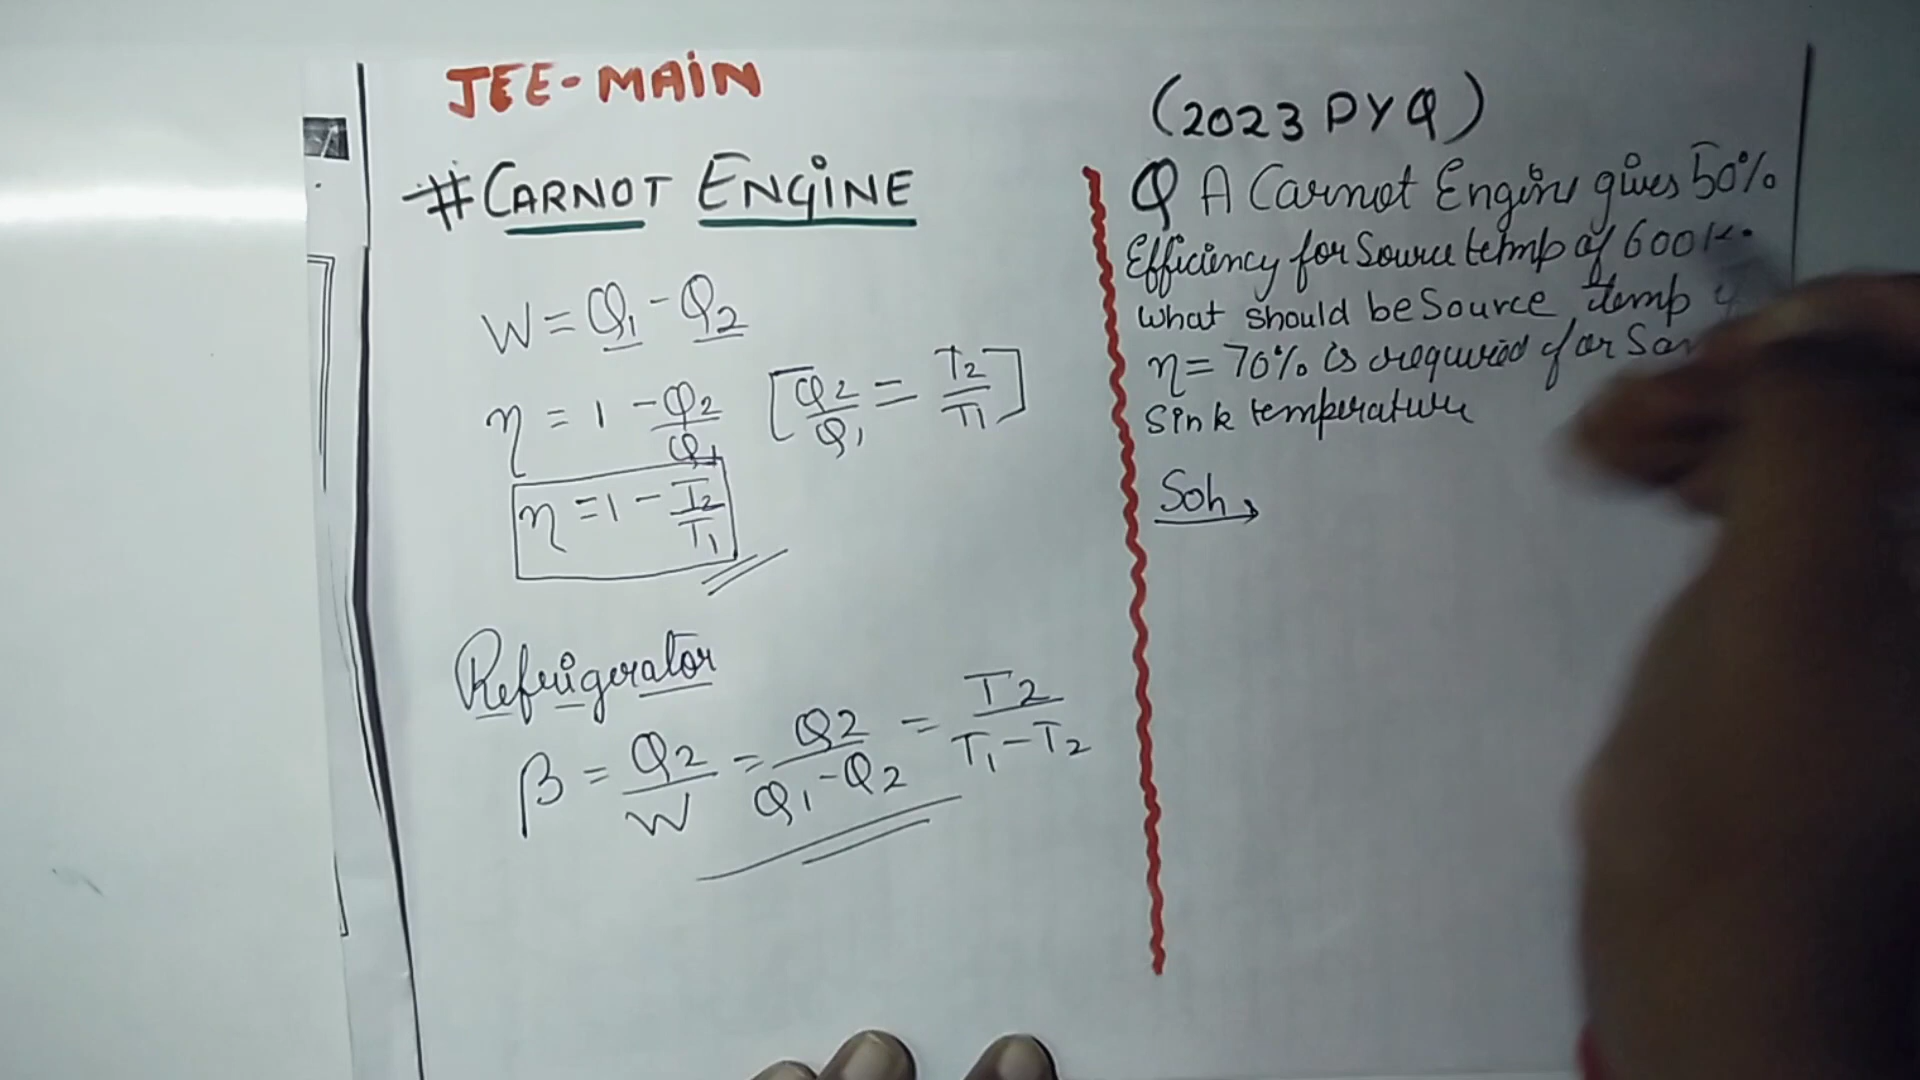 JEE-MAIN
# CARNOT ENGINE
W = Q1 - Q2
η = 1 - Q2/Q1 [Q2/Q1 = T2/T1]
η = 1 - T2/T1
Refrigerator
β = Q2/W = Q2/Q1-Q2 = T2/T1-T2
(2023 PYQ)
Q A Carnot Engine gives 50%
Efficiency for Source temp of 600K.
What should be Source temp
η = 70% is required for
Sink temperature
Soln